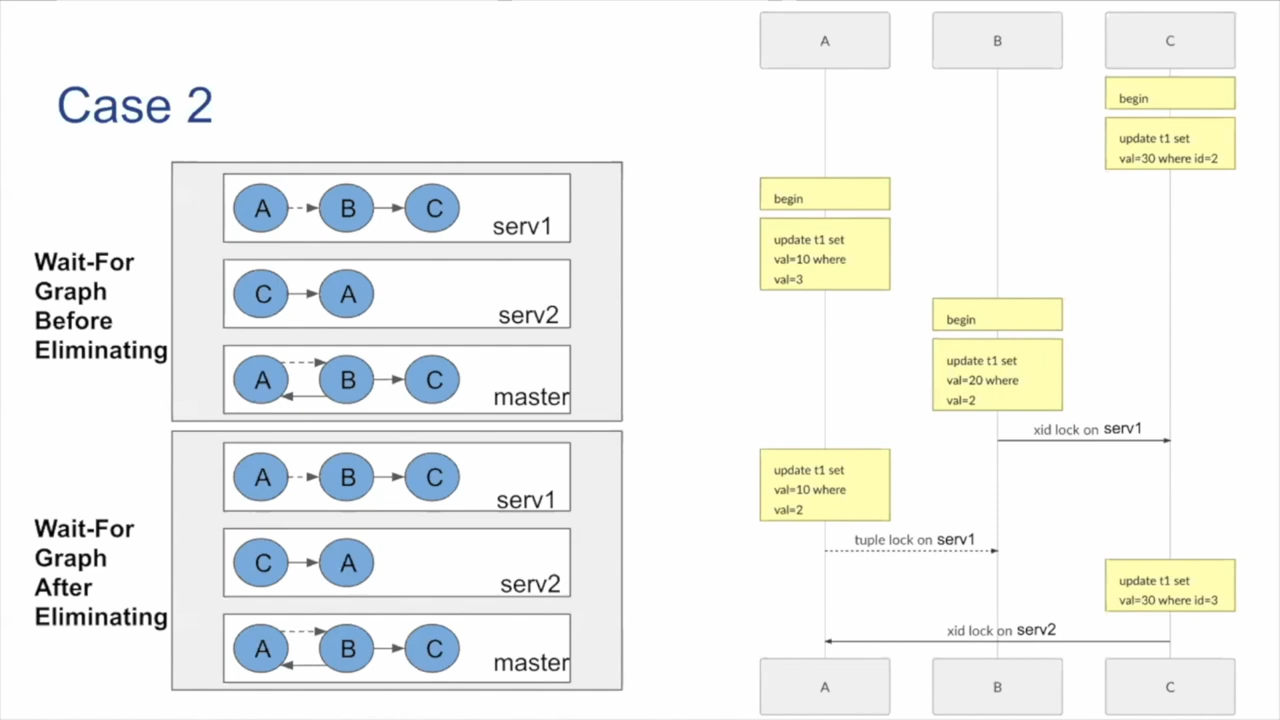 Case 2
Wait-For
Graph
Before
Eliminating
A
B
C
serv1
C
A
serv2
A
B
C
master
Wait-For
Graph
After
Eliminating
A
B
C
serv1
C
A
serv2
A
B
C
master
A
B
C
begin
update t1 set
val=30 where id=2
begin
update t1 set
val=10 where
val=3
begin
update t1 set
val=20 where
val=2
xid lock on serv1
update t1 set
val=10 where
val=2
tuple lock on serv1
update t1 set
val=30 where id=3
xid lock on serv2
A
B
C